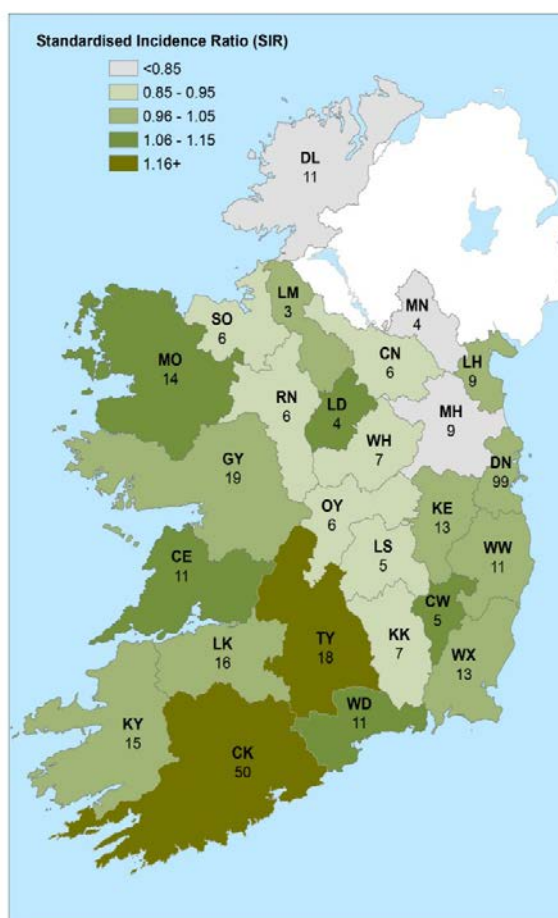 Standardised Incidence Ratio (SIR)
<0.85
0.85 - 0.95
0.96 - 1.05
1.06 - 1.15
1.16+
DL
11
LM
3
MN
4
SO
6
CN
6
LH
9
MO
14
RN
6
LD
4
MH
9
WH
7
DN
99
GY
19
OY
6
KE
13
LS
5
WW
11
CE
11
CW
5
TY
18
KK
7
LK
16
WX
13
KY
15
WD
11
CK
50